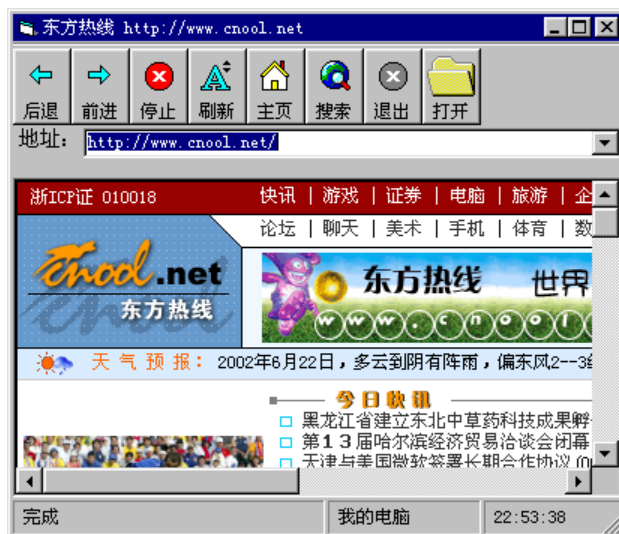 东方热线 http://www.cnool.net
后退 前进 停止 刷新 主页 搜索 退出 打开
地址: http://www.cnool.net/
浙ICP证 010018 快讯 | 游戏 | 证券 | 电脑 | 旅游 | 企
论坛 | 聊天 | 美术 | 手机 | 体育 | 数
Cnool.net
东方热线
东方热线 世界
www.cnool
天气预报: 2002年6月22日,多云到阴有阵雨,偏东风2--3
今日快讯
黑龙江省建立东北中草药科技成果孵
第13届哈尔滨经济贸易洽谈会闭幕
天津与美国微软签署长期合作协议
完成 我的电脑 22:53:38